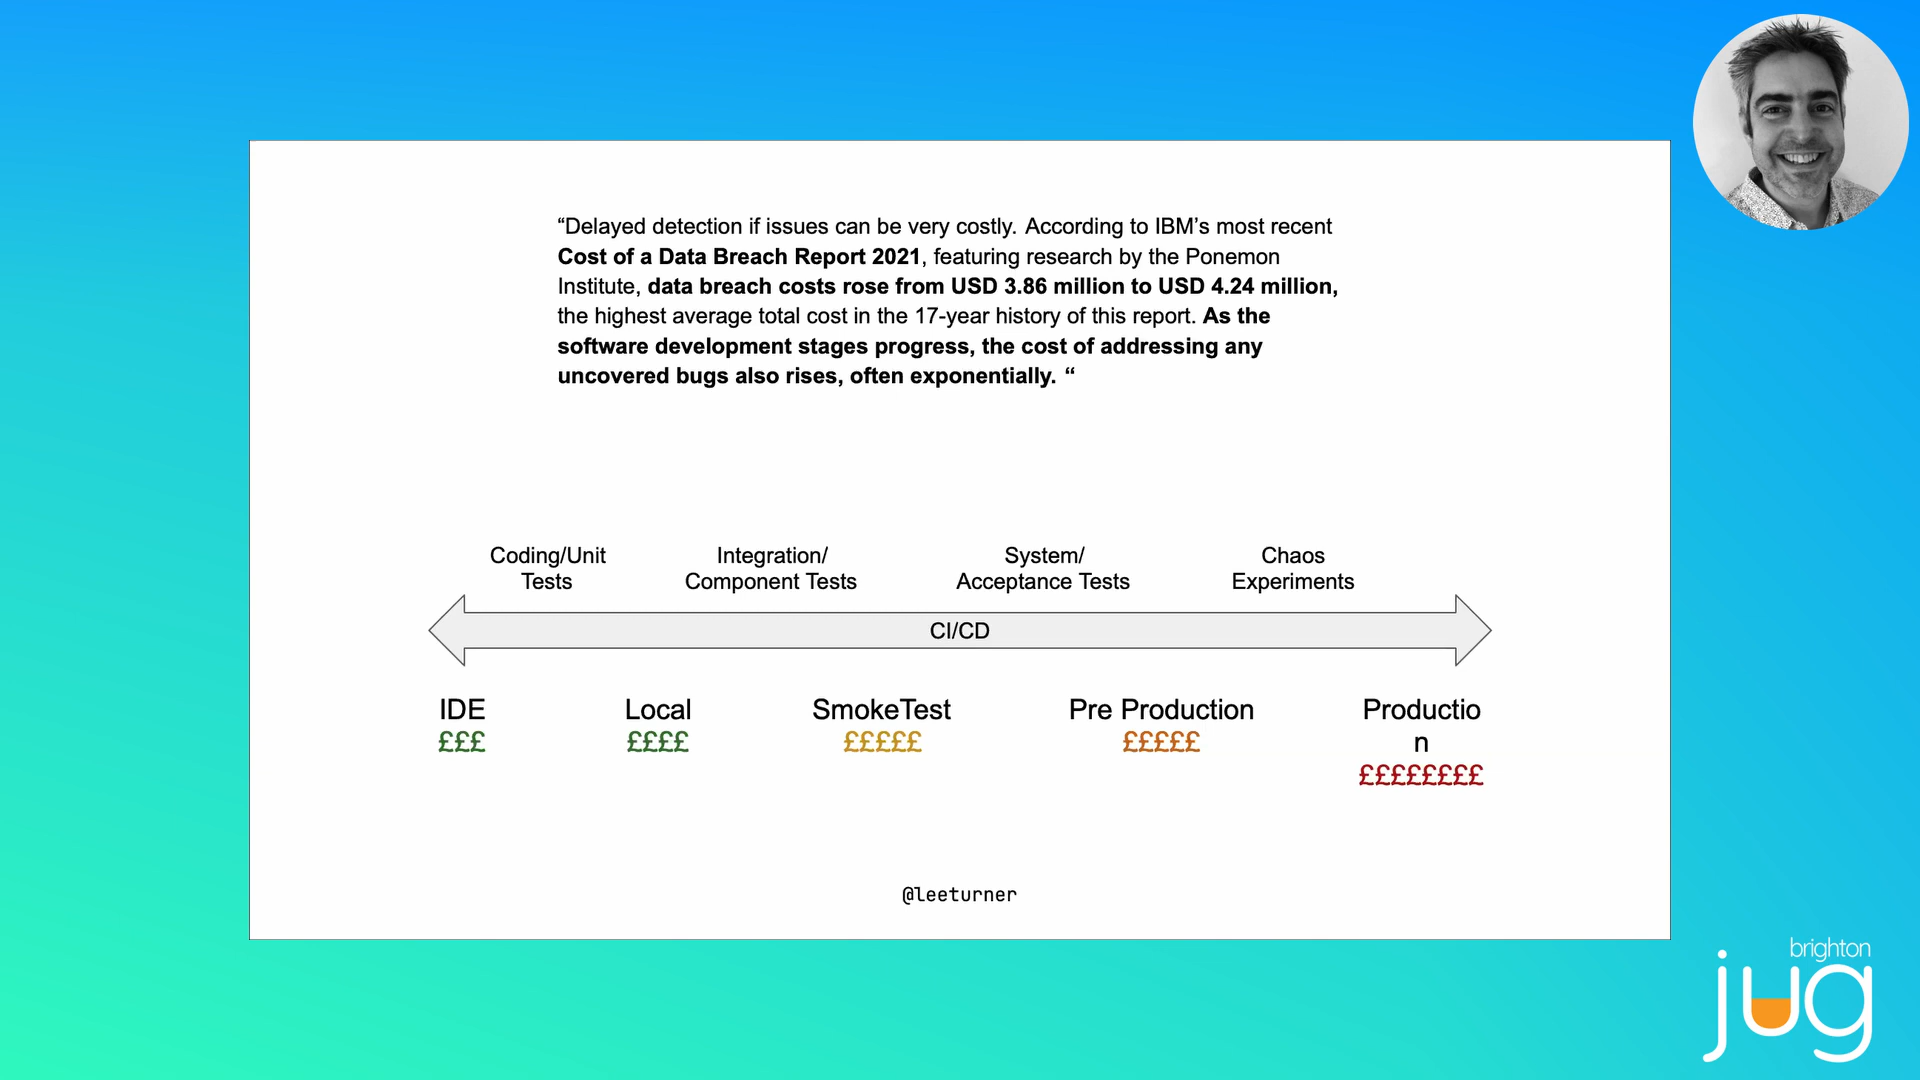 “Delayed detection if issues can be very costly. According to IBM’s most recent
Cost of a Data Breach Report 2021, featuring research by the Ponemon
Institute, data breach costs rose from USD 3.86 million to USD 4.24 million,
the highest average total cost in the 17-year history of this report. As the
software development stages progress, the cost of addressing any
uncovered bugs also rises, often exponentially. “
Coding/Unit
Tests
Integration/
Component Tests
System/
Acceptance Tests
Chaos
Experiments
CI/CD
IDE
£££
Local
££££
SmokeTest
£££££
Pre Production
£££££
Productio
n
££££££££
@leeturner
brighton
jug